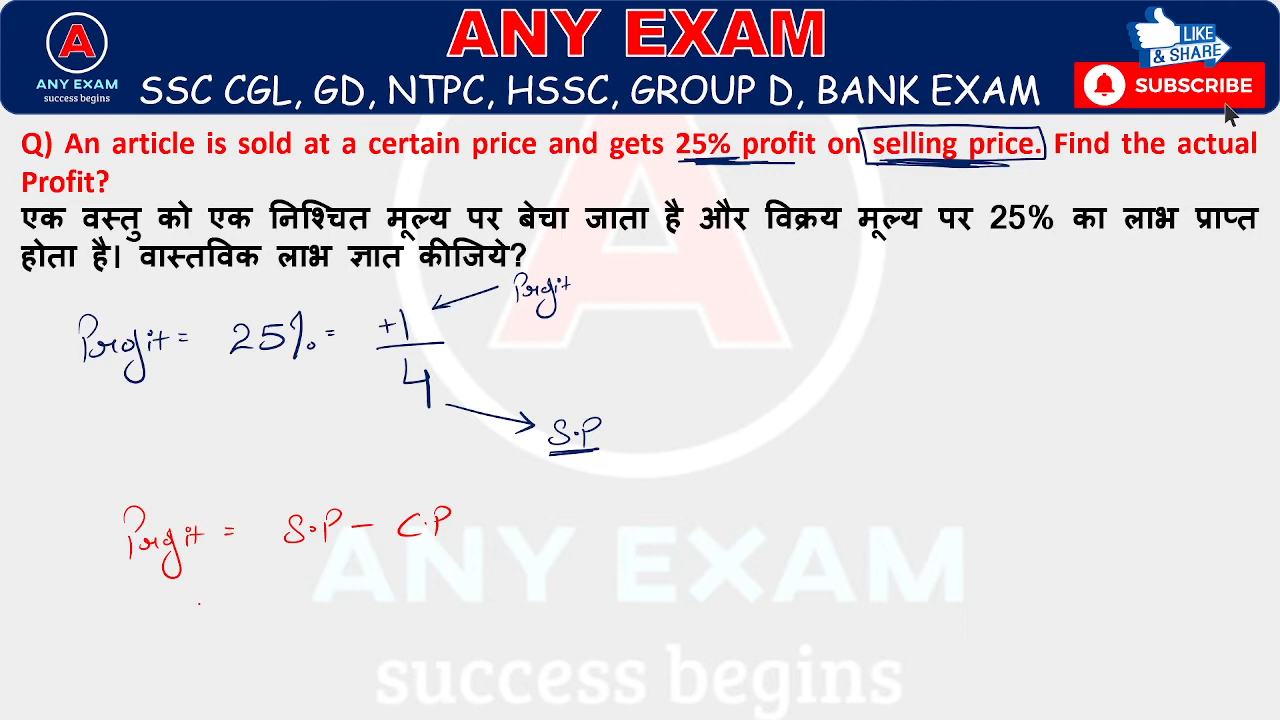 ANY EXAM
LIKE
& SHARE
A
ANY EXAM
success begins
SSC CGL, GD, NTPC, HSSC, GROUP D, BANK EXAM
SUBSCRIBE
Q) An article is sold at a certain price and gets 25% profit on selling price. Find the actual
Profit?
एक वस्तु को एक निश्चित मूल्य पर बेचा जाता है और विक्रय मूल्य पर 25% का लाभ प्राप्त
होता है। वास्तविक लाभ ज्ञात कीजिये?
Profit
Profit = 25% = +1
4
S.P
Profit = S.P - C.P
ANY EXAM
success begins